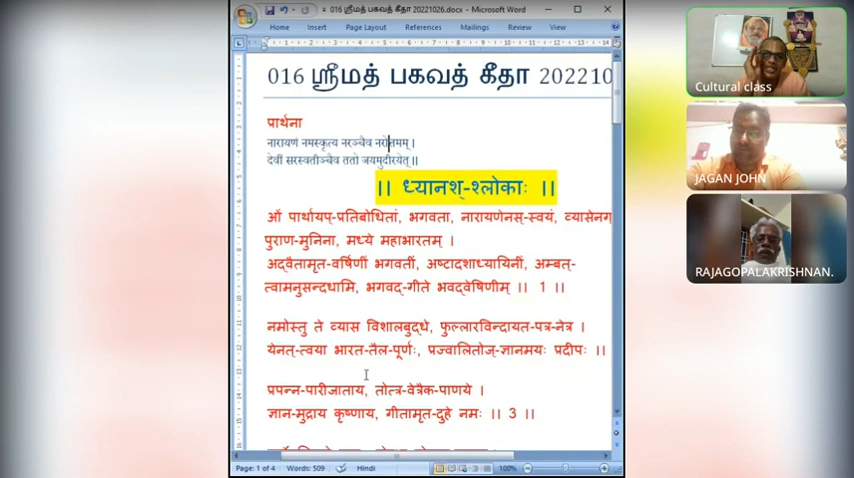 016 ஸ்ரீமத் பகவத் கீதா 20221026.docx - Microsoft Word
Home Insert Page Layout References Mailings Review View
016 ஸ்ரீமத் பகவத் கீதா 202210
प्रार्थना
नारायणं नमस्कृत्य नरञ्चैव नरोतमम् ।
देवीं सरस्वतीञ्चैव ततो जयमुदीरयेत् ॥
।। ध्यानश्-श्लोकाः ।।
औं पार्थायप्-प्रतिबोधितां, भगवता, नारायणेनस्-स्वयं, व्यासेनग्
पुराण-मुनिना, मध्ये महाभारतम् ।
अद्वैतामृत-वर्षिणीं भगवतीं, अष्टादशाध्यायिनीं, अम्बत्-
त्वामनुसन्दधामि, भगवद्-गीते भवद्वेषिणीम् ।। 1 ।।
नमोस्तु ते व्यास विशालबुद्धे, फुल्लारविन्दायत-पत्र-नेत्र ।
येनत्-त्वया भारत-तैल-पूर्णः, प्रज्वालितोज्-ज्ञानमयः प्रदीपः ।।
प्रपन्न-पारीजाताय, तोत्त्र-वेत्रैक-पाणये ।
ज्ञान-मुद्राय कृष्णाय, गीतामृत-दुहे नमः ।। 3 ।।
Page: 1 of 4 Words: 509 Hindi 100%
Cultural class
JAGAN JOHN
RAJAGOPALAKRISHNAN.